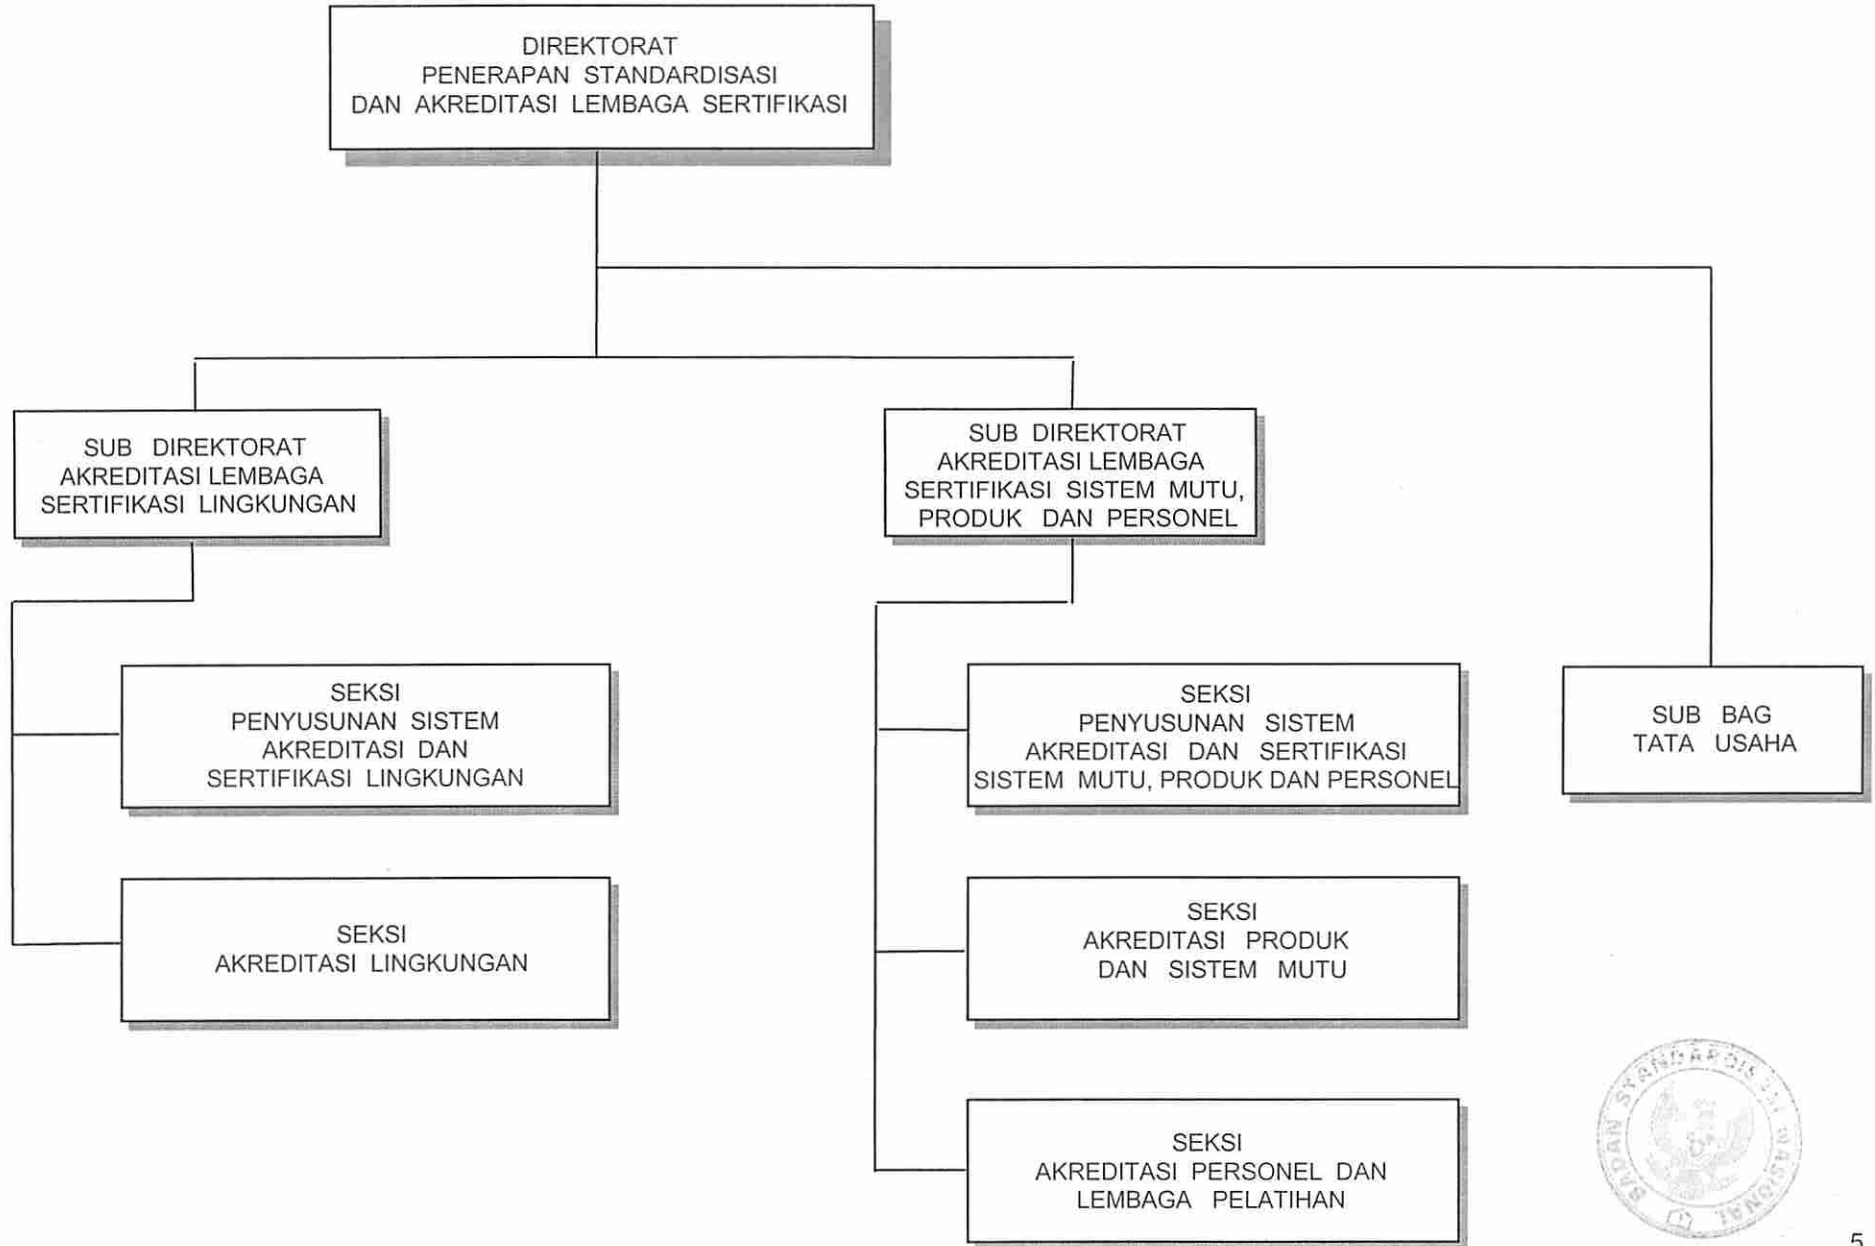 DIREKTORAT
PENERAPAN STANDARDISASI
DAN AKREDITASI LEMBAGA SERTIFIKASI
SUB DIREKTORAT
AKREDITASI LEMBAGA
SERTIFIKASI LINGKUNGAN
SUB DIREKTORAT
AKREDITASI LEMBAGA
SERTIFIKASI SISTEM MUTU,
PRODUK DAN PERSONEL
SEKSI
PENYUSUNAN SISTEM
AKREDITASI DAN
SERTIFIKASI LINGKUNGAN
SEKSI
PENYUSUNAN SISTEM
AKREDITASI DAN SERTIFIKASI
SISTEM MUTU, PRODUK DAN PERSONEL
SUB BAG
TATA USAHA
SEKSI
AKREDITASI LINGKUNGAN
SEKSI
AKREDITASI PRODUK
DAN SISTEM MUTU
SEKSI
AKREDITASI PERSONEL DAN
LEMBAGA PELATIHAN
BADAN STANDARDISASI NASIONAL
5